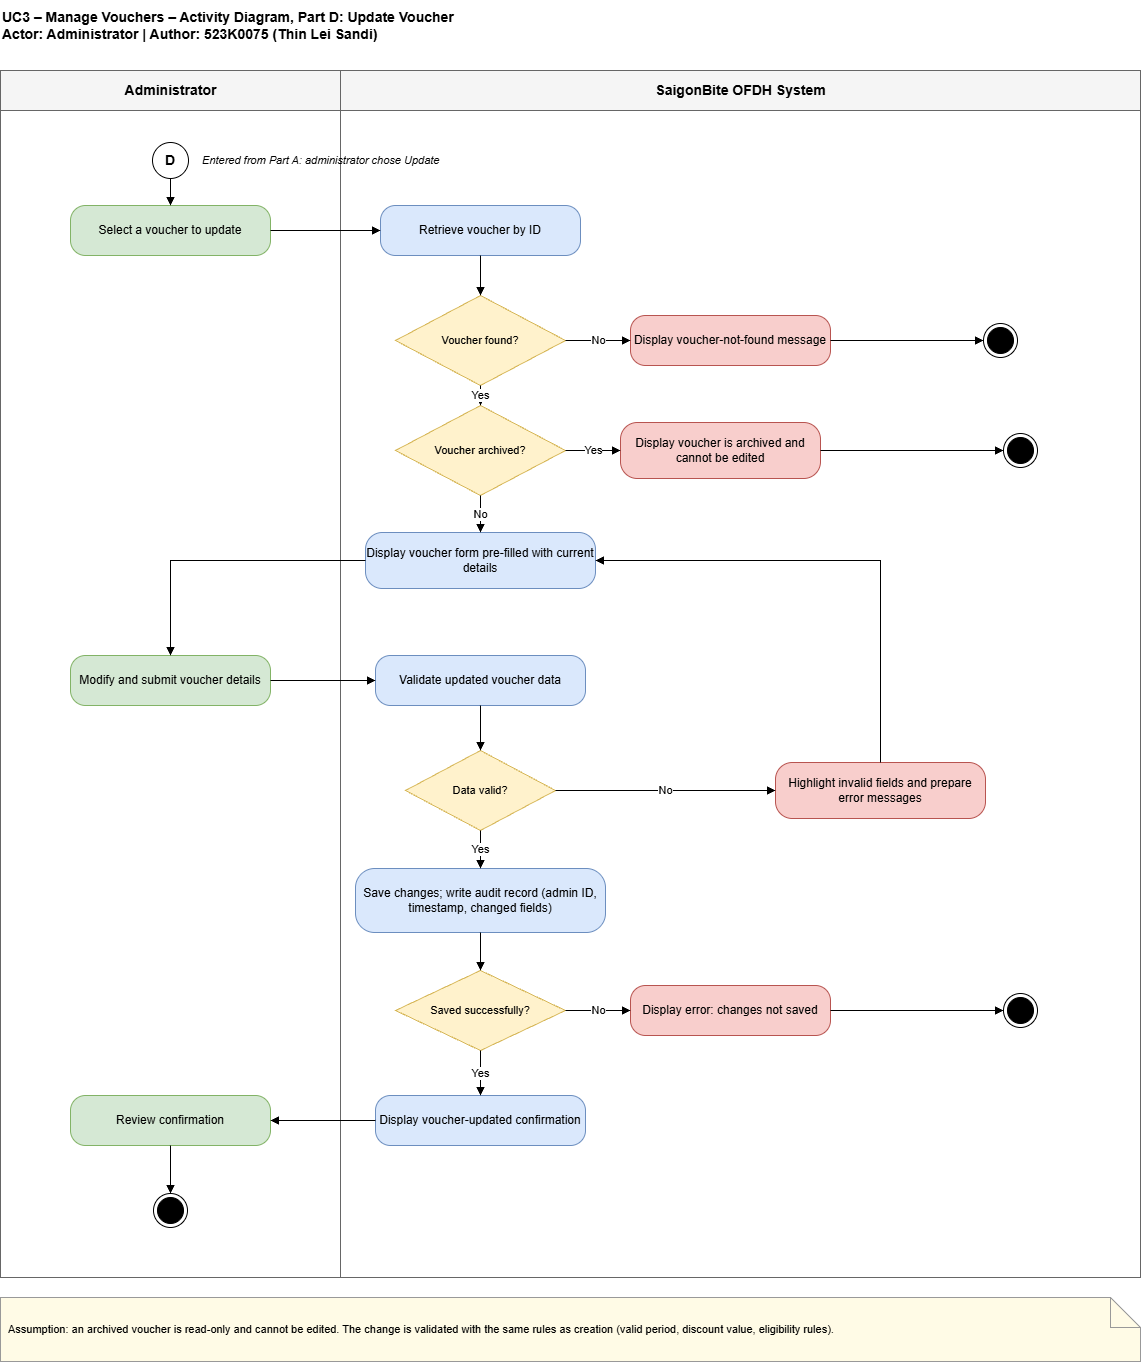 UC3 – Manage Vouchers – Activity Diagram, Part D: Update Voucher
Actor: Administrator | Author: 523K0075 (Thin Lei Sandi)
Administrator
SaigonBite OFDH System
D
Entered from Part A: administrator chose Update
Select a voucher to update
Retrieve voucher by ID
Voucher found?
No
Display voucher-not-found message
Yes
Voucher archived?
Yes
Display voucher is archived and
cannot be edited
No
Display voucher form pre-filled with current
details
Modify and submit voucher details
Validate updated voucher data
Data valid?
No
Highlight invalid fields and prepare
error messages
Yes
Save changes; write audit record (admin ID,
timestamp, changed fields)
Saved successfully?
No
Display error: changes not saved
Yes
Review confirmation
Display voucher-updated confirmation
Assumption: an archived voucher is read-only and cannot be edited. The change is validated with the same rules as creation (valid period, discount value, eligibility rules).